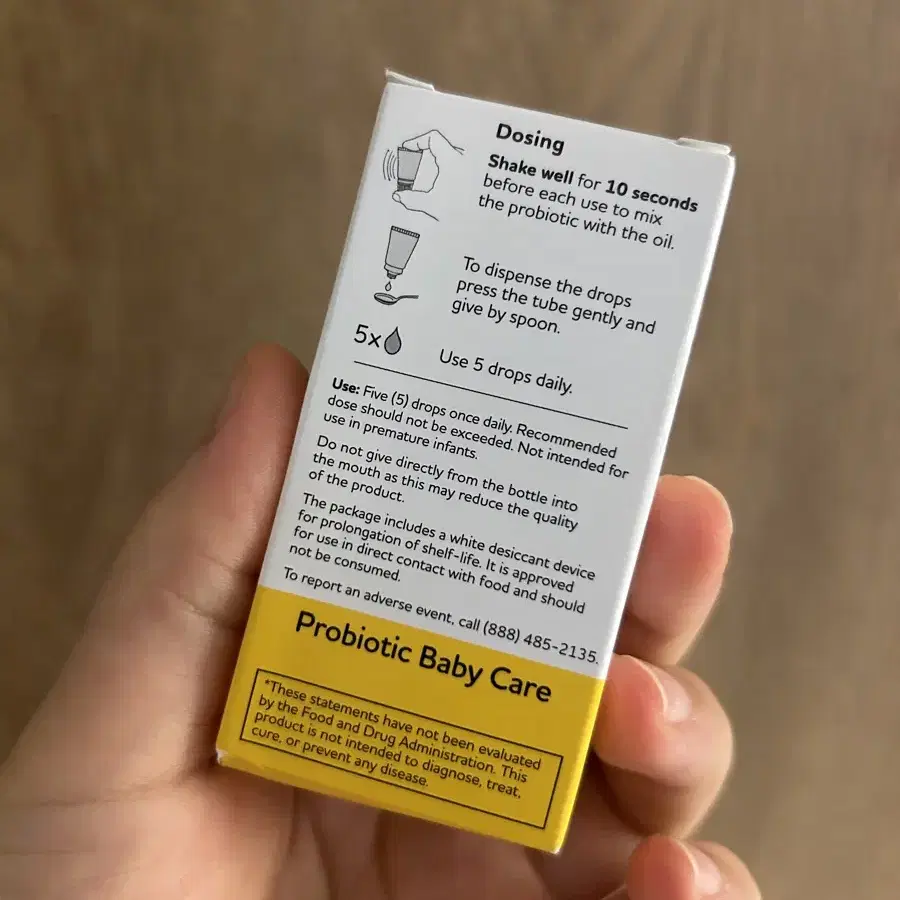 Dosing
Shake well for 10 seconds
before each use to mix
the probiotic with the oil.
To dispense the drops
press the tube gently and
give by spoon.
5x
Use 5 drops daily.
Use: Five (5) drops once daily. Recommended
dose should not be exceeded. Not intended for
use in premature infants.
Do not give directly from the bottle into
the mouth as this may reduce the quality
of the product.
The package includes a white desiccant device
for prolongation of shelf-life. It is approved
for use in direct contact with food and should
not be consumed.
To report an adverse event, call (888) 485-2135.
Probiotic Baby Care
*These statements have not been evaluated
by the Food and Drug Administration. This
product is not intended to diagnose, treat,
cure, or prevent any disease.